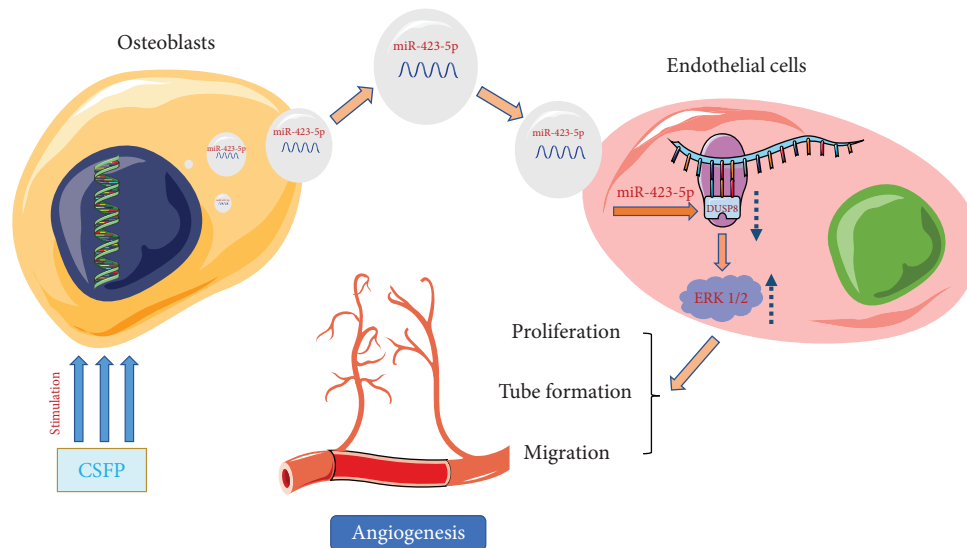 Osteoblasts
miR-423-5p
Endothelial cells
miR-423-5p
miR-423-5p
miR-423-5p
miR-423-5p
DUSP8
ERK 1/2
Proliferation
Tube formation
Migration
Stimulation
CSFP
Angiogenesis